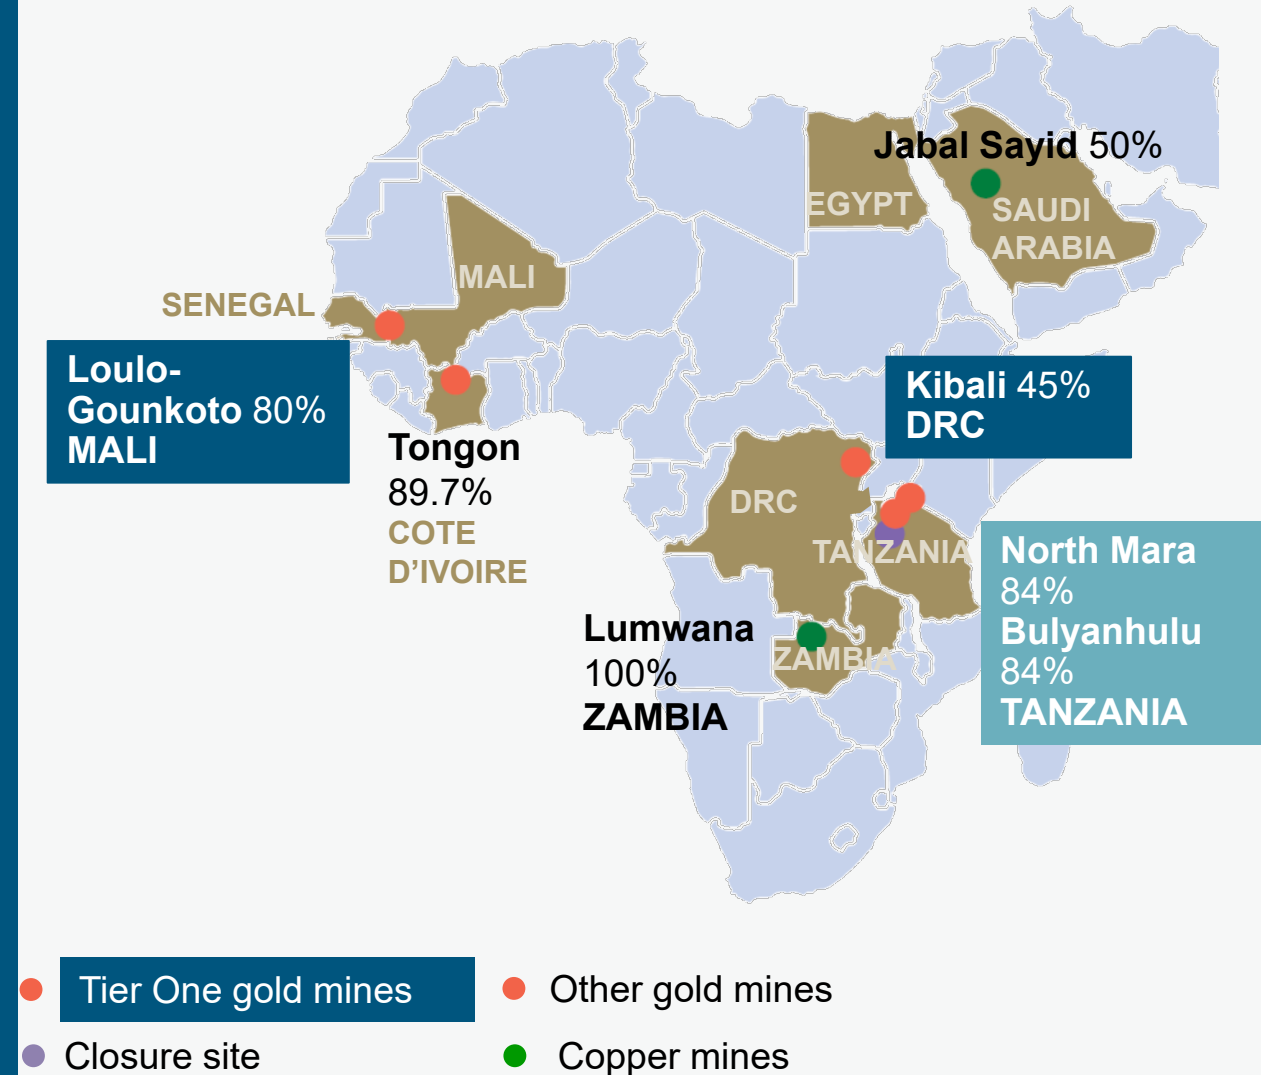 Jabal Sayid 50%
EGYPT
SAUDI
ARABIA
MALI
SENEGAL
Loulo-
Gounkoto 80%
MALI
Kibali 45%
DRC
Tongon
89.7%
COTE
D’IVOIRE
DRC
TANZANIA
North Mara
84%
Bulyanhulu
84%
TANZANIA
Lumwana
100%
ZAMBIA
ZAMBIA
Tier One gold mines
Other gold mines
Closure site
Copper mines